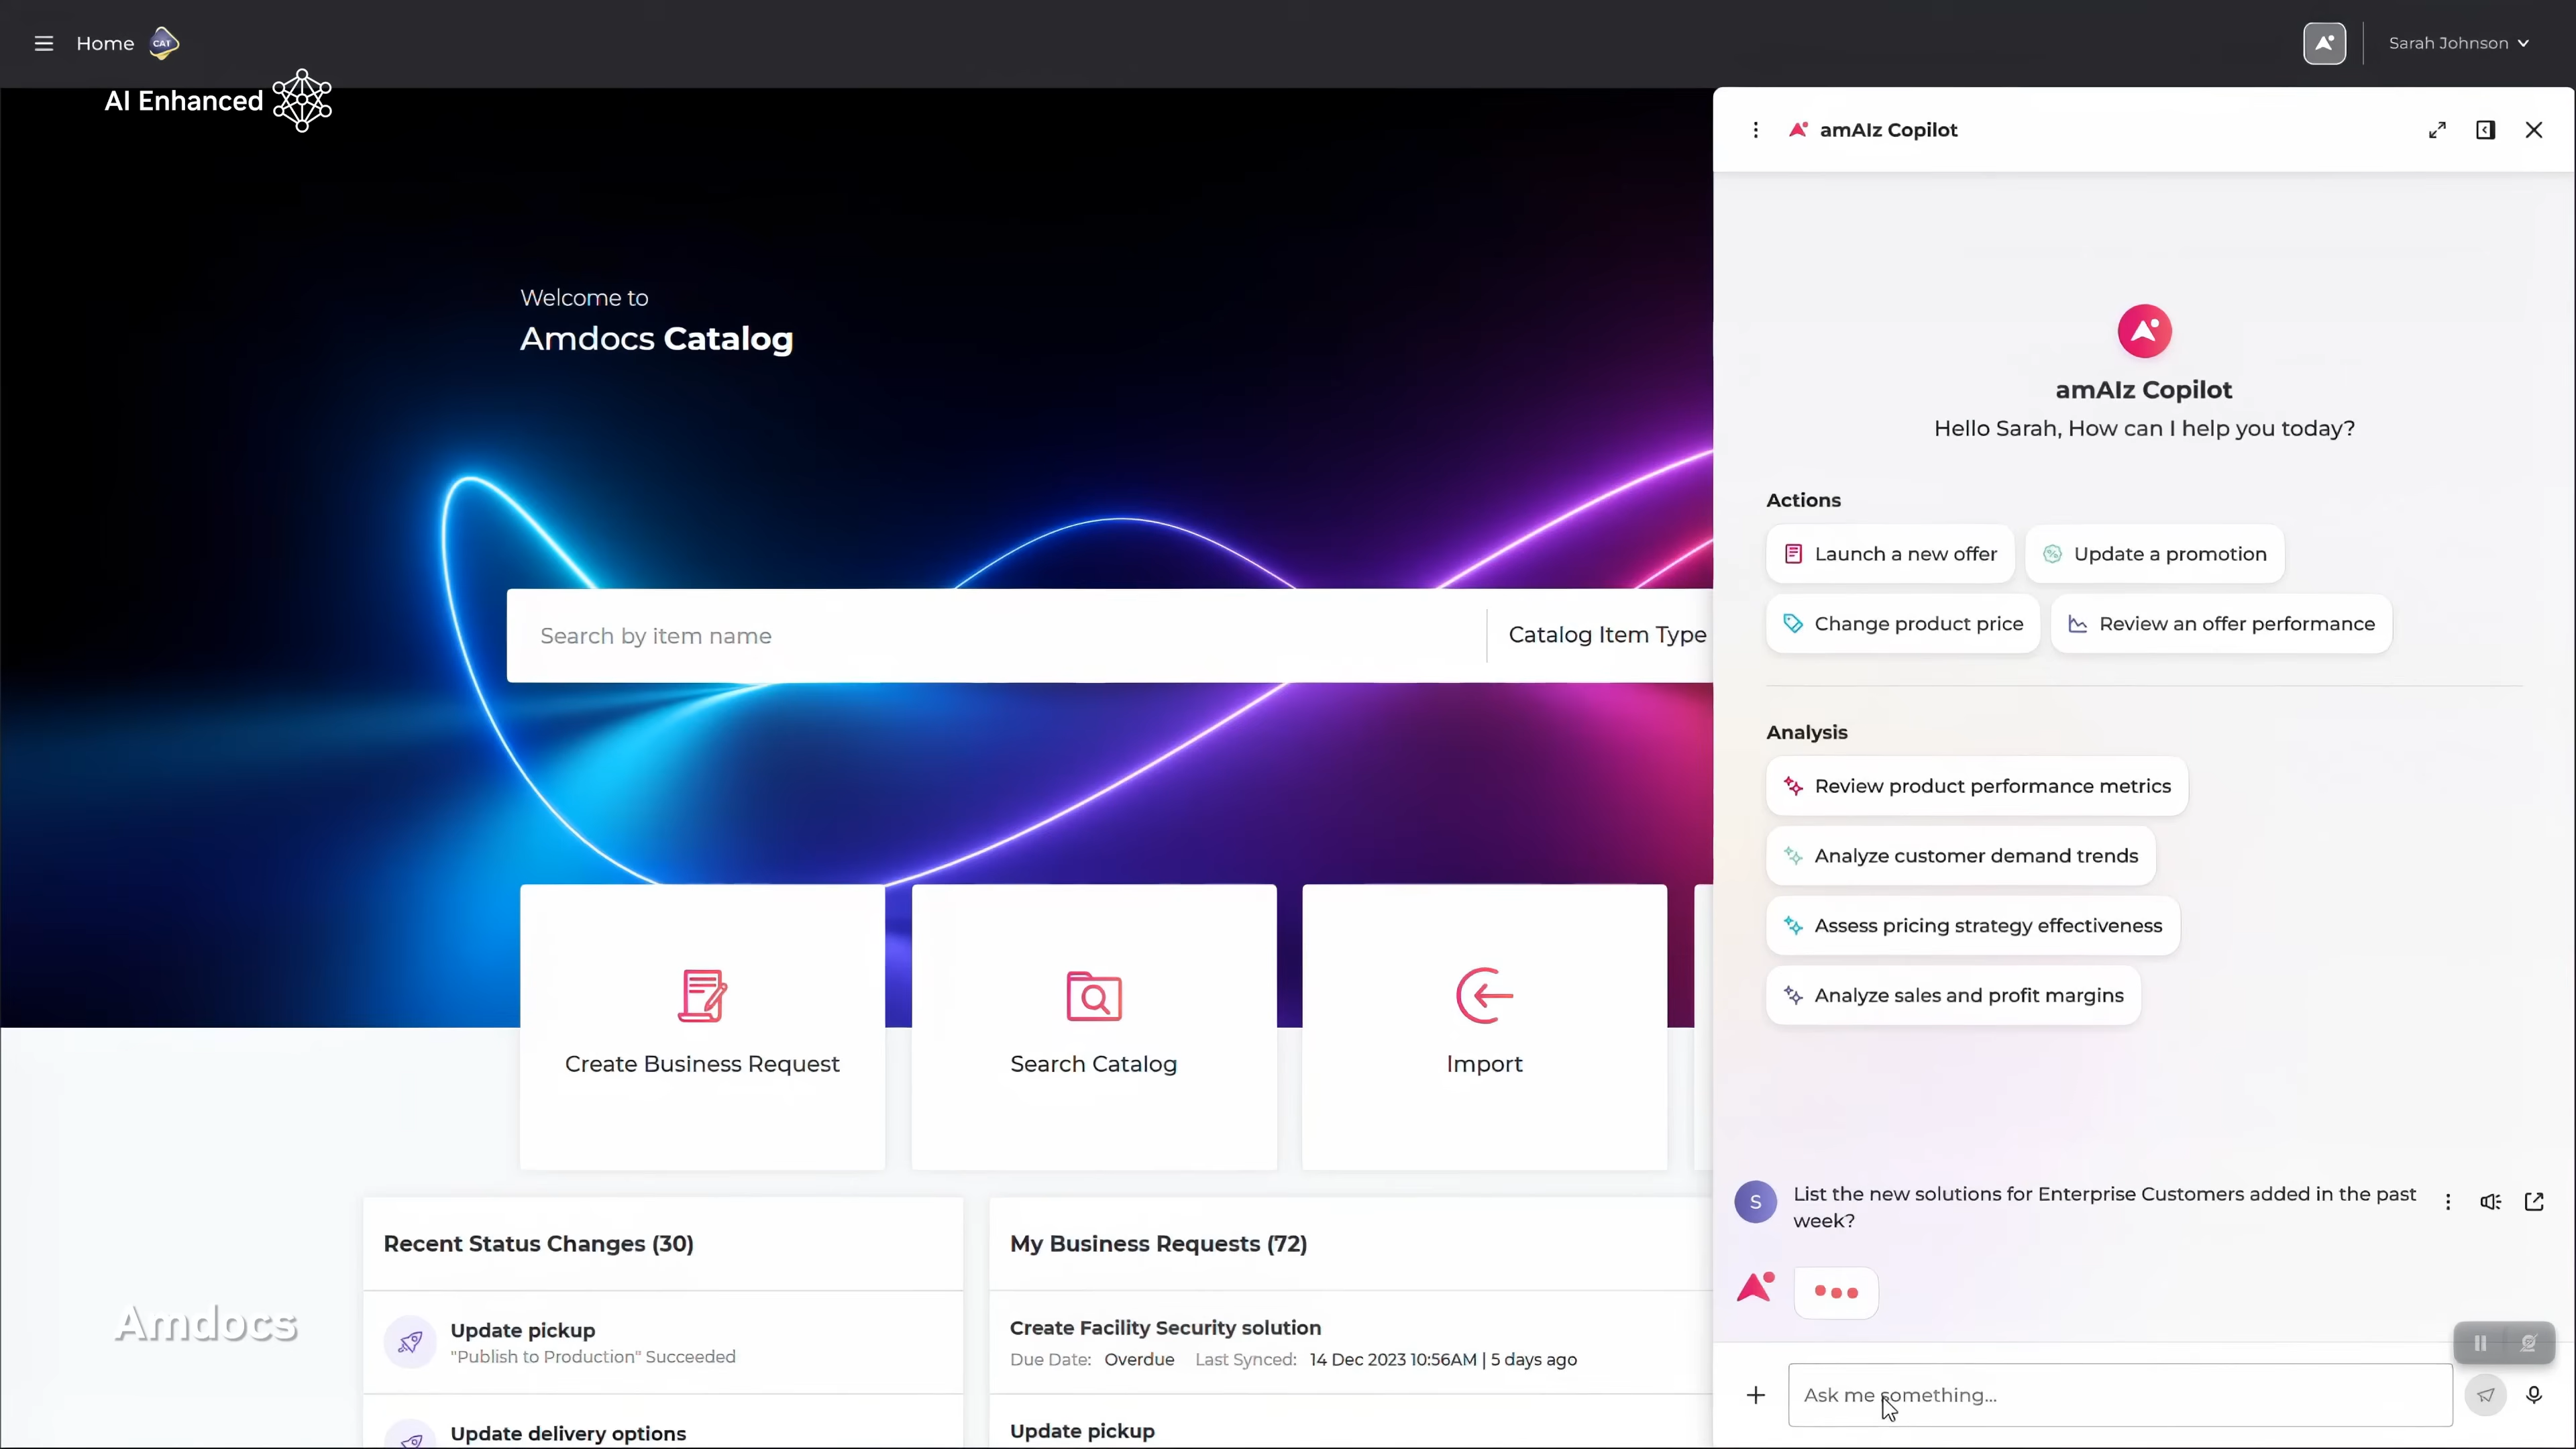 Home
CAT
Sarah Johnson
AI Enhanced
amAIz Copilot
Welcome to
Amdocs Catalog
amAIz Copilot
Hello Sarah, How can I help you today?
Actions
Launch a new offer
Update a promotion
Change product price
Review an offer performance
Search by item name
Catalog Item Type
Analysis
Review product performance metrics
Analyze customer demand trends
Assess pricing strategy effectiveness
Analyze sales and profit margins
Create Business Request
Search Catalog
Import
S
List the new solutions for Enterprise Customers added in the past
week?
Recent Status Changes (30)
Update pickup
"Publish to Production" Succeeded
Update delivery options
My Business Requests (72)
Create Facility Security solution
Due Date: Overdue Last Synced: 14 Dec 2023 10:56AM | 5 days ago
Update pickup
Amdocs
Ask me something...